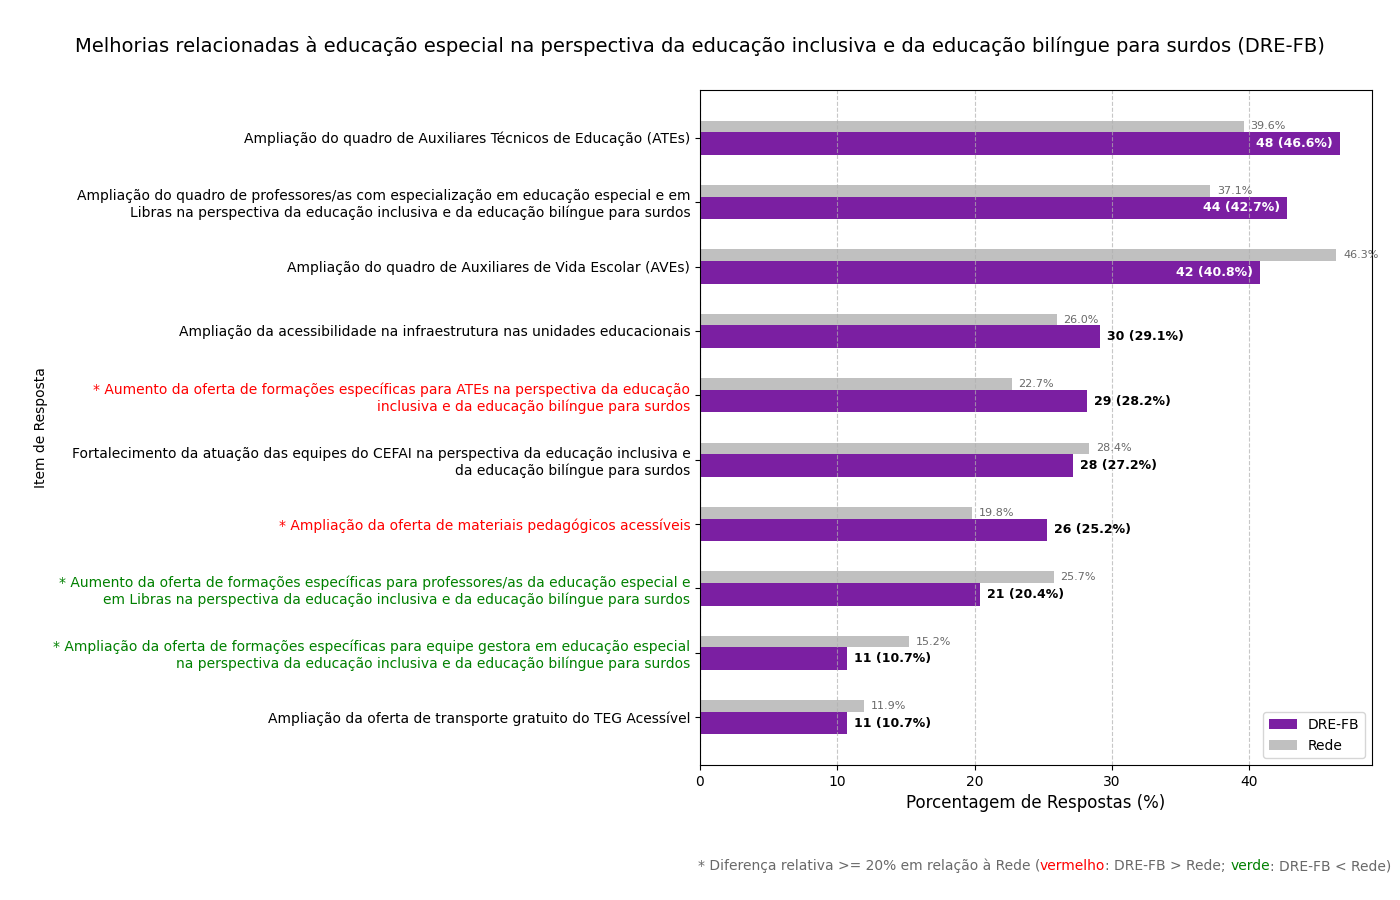 Melhorias relacionadas à educação especial na perspectiva da educação inclusiva e da educação bilíngue para surdos (DRE-FB)
Item de Resposta
Ampliação do quadro de Auxiliares Técnicos de Educação (ATEs)
39.6%
48 (46.6%)
Ampliação do quadro de professores/as com especialização em educação especial e em
Libras na perspectiva da educação inclusiva e da educação bilíngue para surdos
37.1%
44 (42.7%)
Ampliação do quadro de Auxiliares de Vida Escolar (AVEs)
46.3%
42 (40.8%)
Ampliação da acessibilidade na infraestrutura nas unidades educacionais
26.0%
30 (29.1%)
* Aumento da oferta de formações específicas para ATEs na perspectiva da educação
inclusiva e da educação bilíngue para surdos
22.7%
29 (28.2%)
Fortalecimento da atuação das equipes do CEFAI na perspectiva da educação inclusiva e
da educação bilíngue para surdos
28.4%
28 (27.2%)
* Ampliação da oferta de materiais pedagógicos acessíveis
19.8%
26 (25.2%)
* Aumento da oferta de formações específicas para professores/as da educação especial e
em Libras na perspectiva da educação inclusiva e da educação bilíngue para surdos
25.7%
21 (20.4%)
* Ampliação da oferta de formações específicas para equipe gestora em educação especial
na perspectiva da educação inclusiva e da educação bilíngue para surdos
15.2%
11 (10.7%)
Ampliação da oferta de transporte gratuito do TEG Acessível
11.9%
11 (10.7%)
DRE-FB
Rede
0 10 20 30 40
Porcentagem de Respostas (%)
* Diferença relativa >= 20% em relação à Rede (vermelho: DRE-FB > Rede; verde: DRE-FB < Rede)